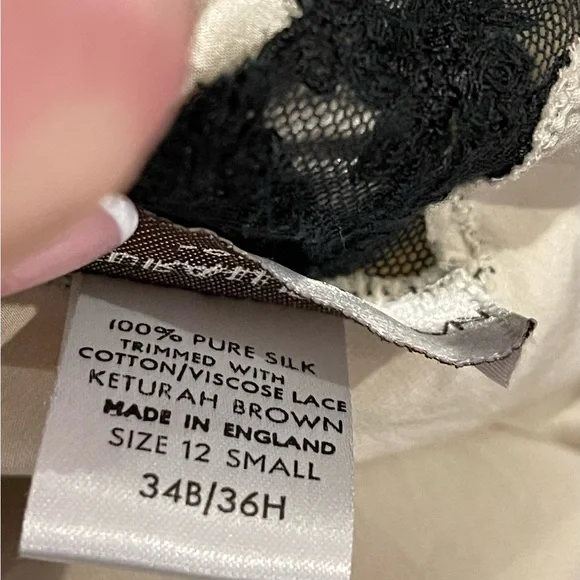 100% PURE SILK
TRIMMED WITH
COTTON/VISCOSE LACE
KETURAH BROWN
MADE IN ENGLAND
SIZE 12 SMALL
34B/36H